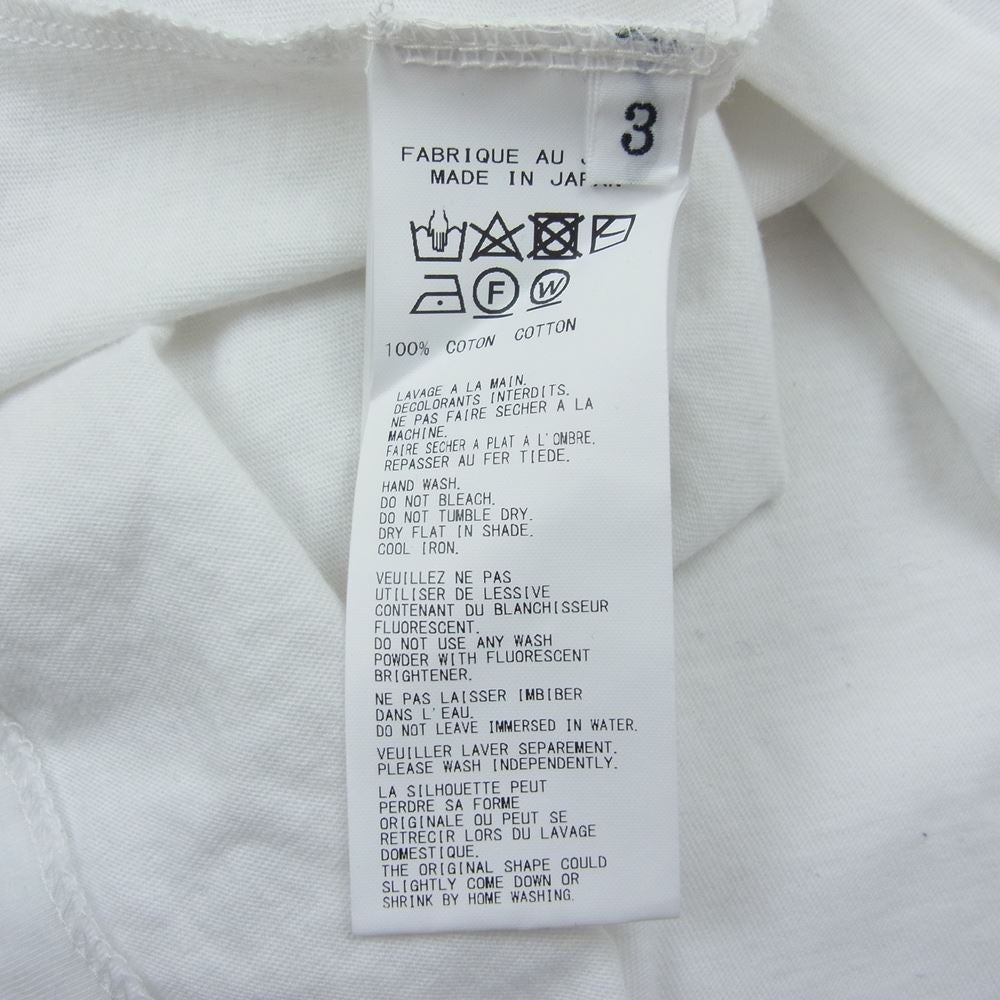 3
FABRIQUE AU
MADE IN JAPAN
F W
100% COTON COTTON
LAVAGE A LA MAIN.
DECOLORANTS INTERDITS.
NE PAS FAIRE SECHER A LA
MACHINE.
FAIRE SECHER A PLAT A L'OMBRE.
REPASSER AU FER TIEDE.
HAND WASH.
DO NOT BLEACH.
DO NOT TUMBLE DRY.
DRY FLAT IN SHADE.
COOL IRON.
VEUILLEZ NE PAS
UTILISER DE LESSIVE
CONTENANT DU BLANCHISSEUR
FLUORESCENT.
DO NOT USE ANY WASH
POWDER WITH FLUORESCENT
BRIGHTENER.
NE PAS LAISSER IMBIBER
DANS L'EAU.
DO NOT LEAVE IMMERSED IN WATER.
VEUILLER LAVER SEPAREMENT.
PLEASE WASH INDEPENDENTLY.
LA SILHOUETTE PEUT
PERDRE SA FORME
ORIGINALE OU PEUT SE
RETRECIR LORS DU LAVAGE
DOMESTIQUE.
THE ORIGINAL SHAPE COULD
SLIGHTLY COME DOWN OR
SHRINK BY HOME WASHING.